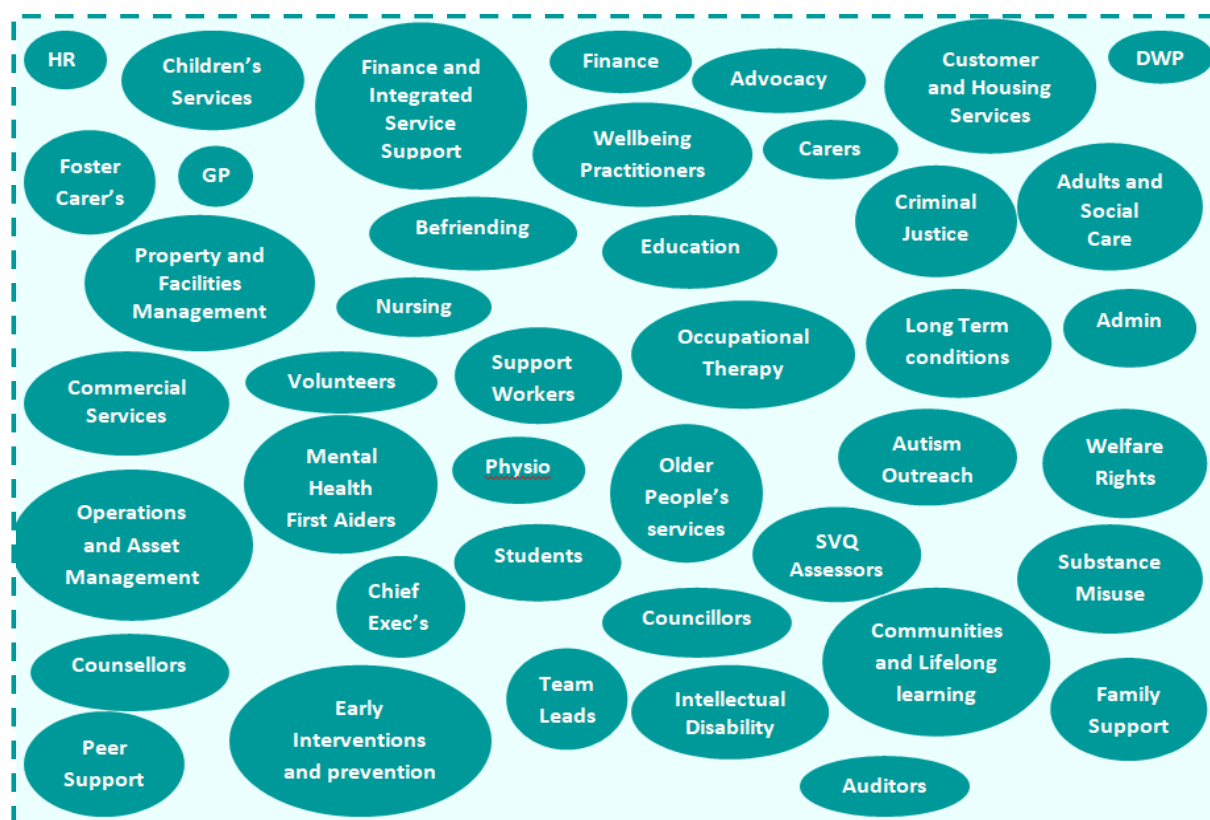 HR
Children's
Services
Finance and
Integrated
Service
Support
Finance
Advocacy
Customer
and Housing
Services
DWP
Foster
Carer's
GP
Wellbeing
Practitioners
Carers
Criminal
Justice
Adults and
Social
Care
Property and
Facilities
Management
Befriending
Education
Nursing
Occupational
Therapy
Long Term
conditions
Admin
Commercial
Services
Volunteers
Support
Workers
Mental
Health
First Aiders
Physio
Older
People's
services
Autism
Outreach
Welfare
Rights
Operations
and Asset
Management
Students
SVQ
Assessors
Substance
Misuse
Chief
Exec's
Councillors
Communities
and Lifelong
learning
Counsellors
Early
Interventions
and prevention
Team
Leads
Intellectual
Disability
Family
Support
Peer
Support
Auditors